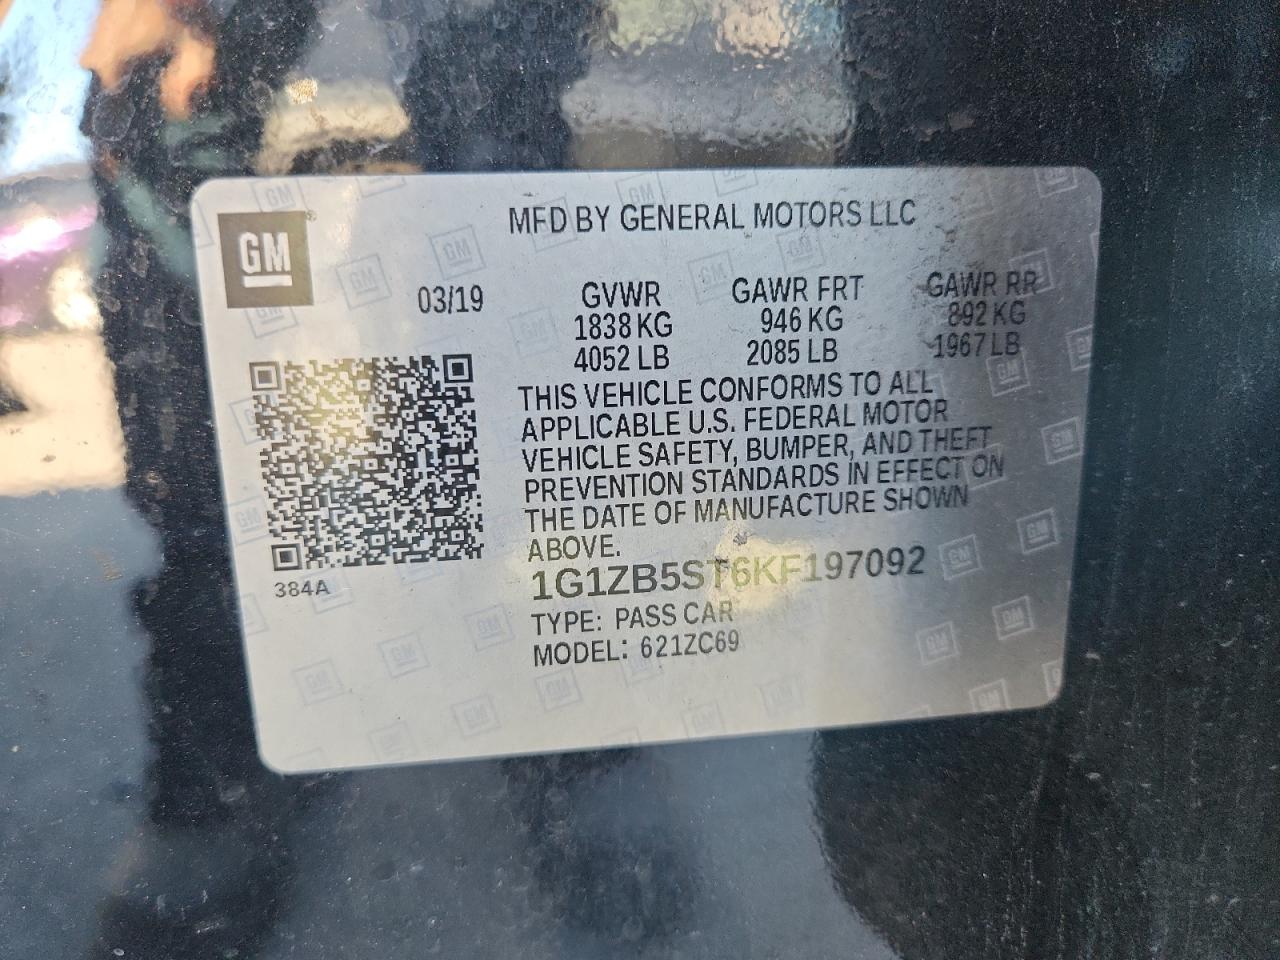 GM
MFD BY GENERAL MOTORS LLC
03/19
GVWR GAWR FRT GAWR RR
1838 KG 946 KG 892 KG
4052 LB 2085 LB 1967 LB
THIS VEHICLE CONFORMS TO ALL
APPLICABLE U.S. FEDERAL MOTOR
VEHICLE SAFETY, BUMPER, AND THEFT
PREVENTION STANDARDS IN EFFECT ON
THE DATE OF MANUFACTURE SHOWN
ABOVE.
384A
1G1ZB5ST6KF197092
TYPE: PASS CAR
MODEL: 621ZC69